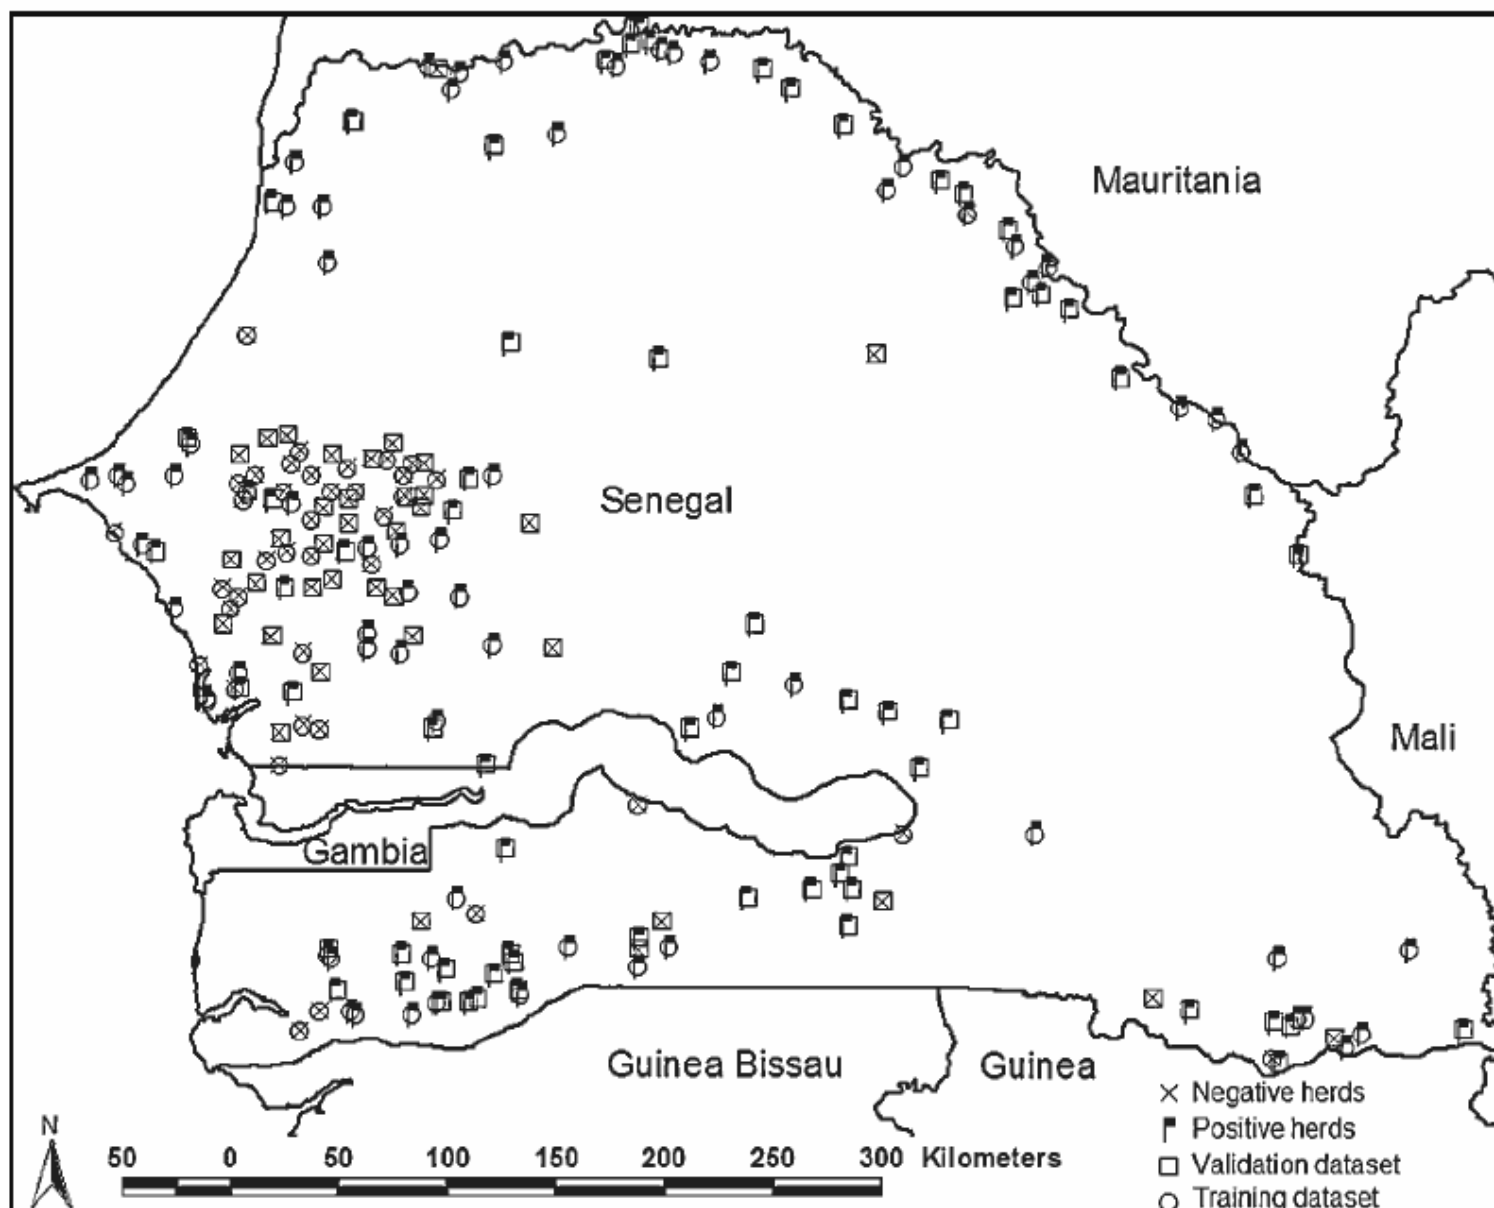 Mauritania
Senegal
Mali
Gambia
Guinea Bissau
Guinea
Negative herds
Positive herds
Validation dataset
Training dataset
N
50 0 50 100 150 200 250 300 Kilometers